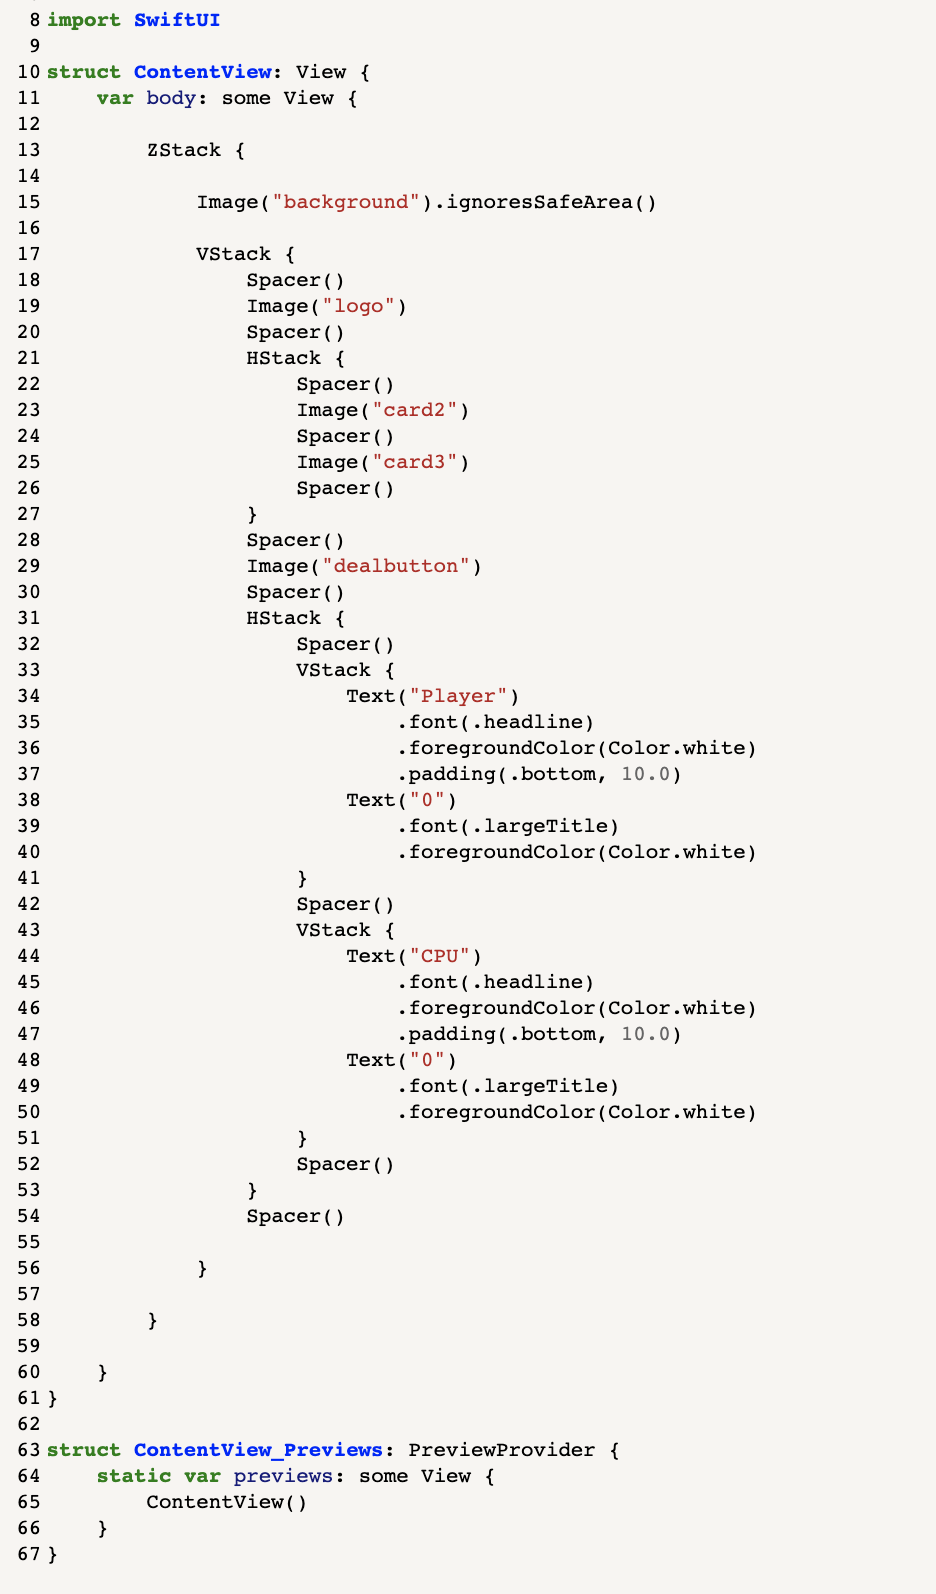 8 import SwiftUI
9
10 struct ContentView: View {
11     var body: some View {
12
13         ZStack {
14
15             Image("background").ignoresSafeArea()
16
17             VStack {
18                 Spacer()
19                 Image("logo")
20                 Spacer()
21                 HStack {
22                     Spacer()
23                     Image("card2")
24                     Spacer()
25                     Image("card3")
26                     Spacer()
27                 }
28                 Spacer()
29                 Image("dealbutton")
30                 Spacer()
31                 HStack {
32                     Spacer()
33                     VStack {
34                         Text("Player")
35                             .font(.headline)
36                             .foregroundColor(Color.white)
37                             .padding(.bottom, 10.0)
38                         Text("0")
39                             .font(.largeTitle)
40                             .foregroundColor(Color.white)
41                     }
42                     Spacer()
43                     VStack {
44                         Text("CPU")
45                             .font(.headline)
46                             .foregroundColor(Color.white)
47                             .padding(.bottom, 10.0)
48                         Text("0")
49                             .font(.largeTitle)
50                             .foregroundColor(Color.white)
51                     }
52                     Spacer()
53                 }
54                 Spacer()
55
56             }
57
58         }
59
60     }
61 }
62
63 struct ContentView_Previews: PreviewProvider {
64     static var previews: some View {
65         ContentView()
66     }
67 }